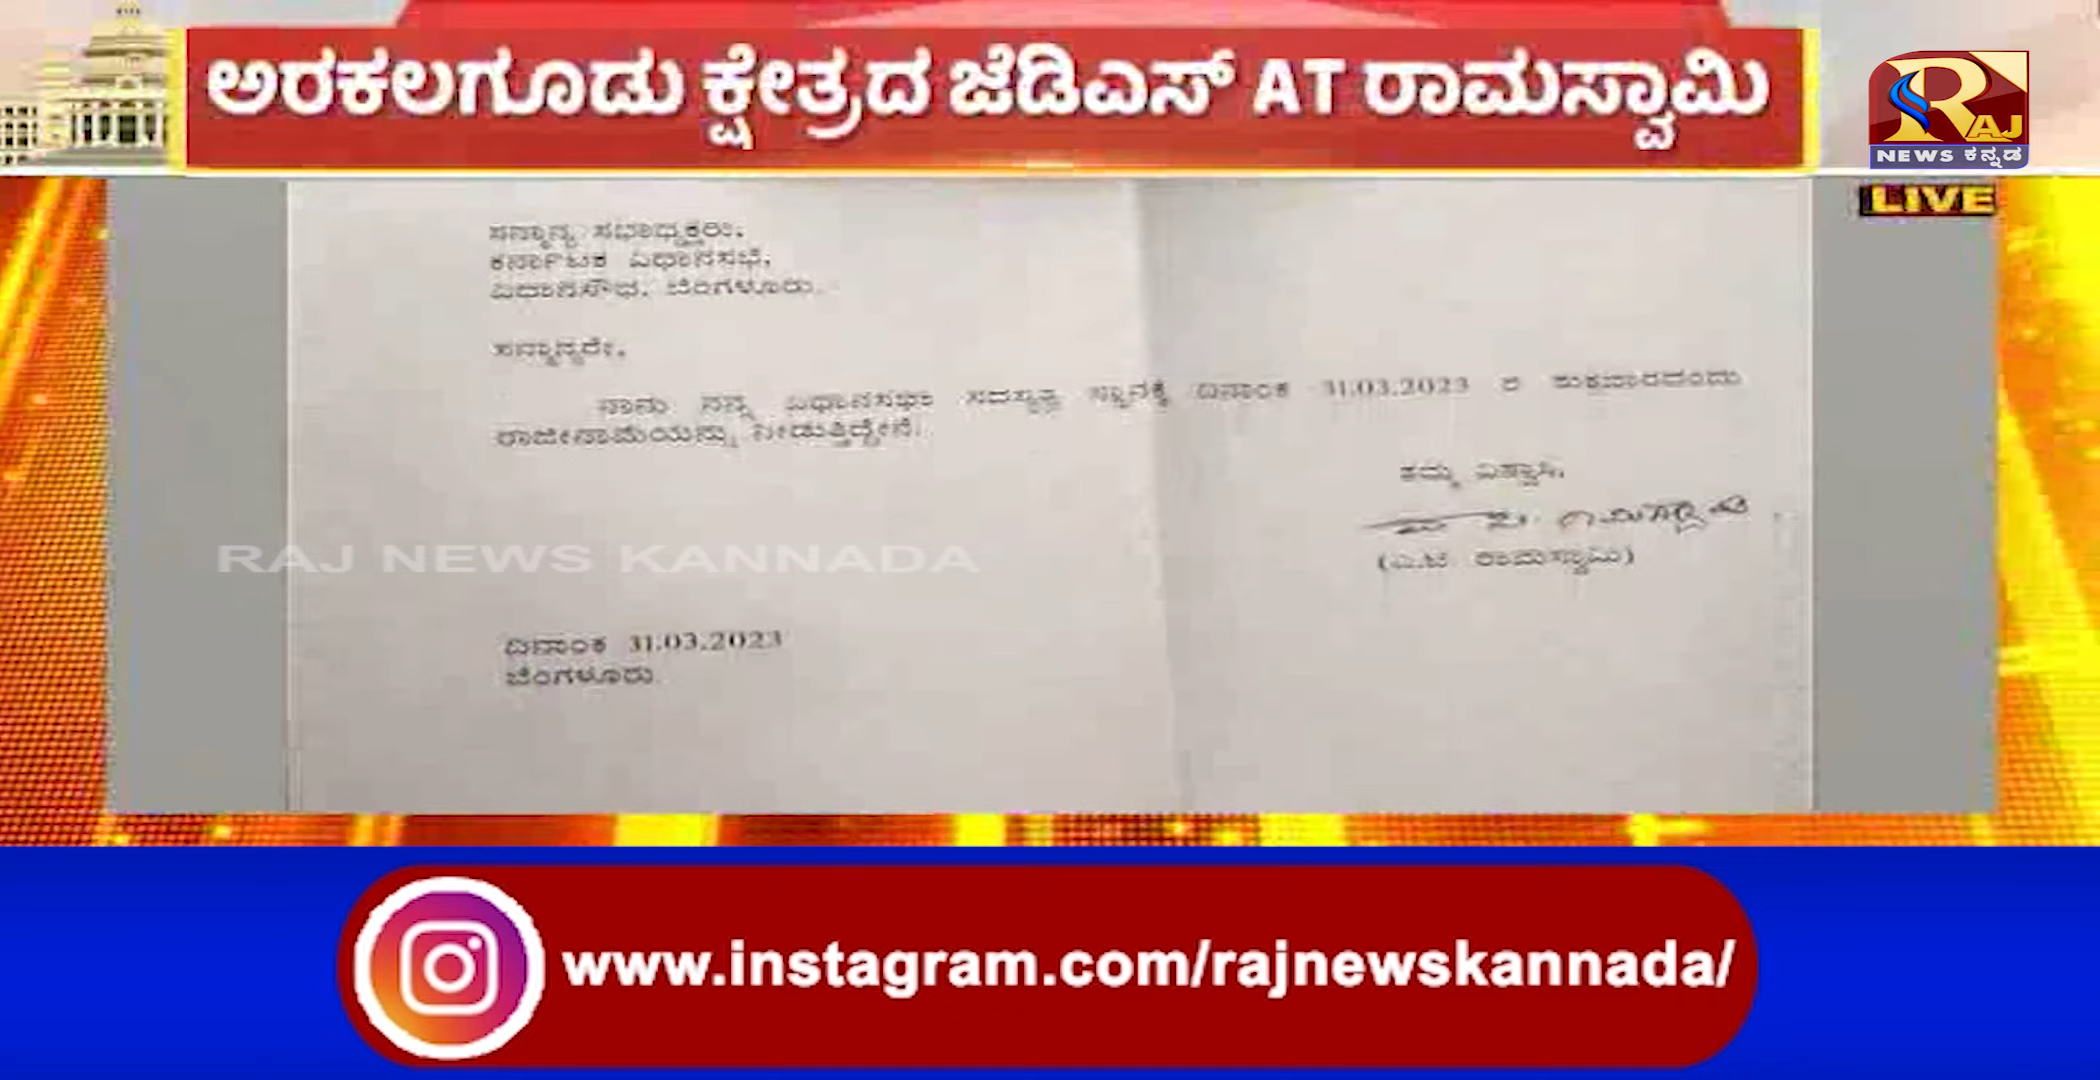 ಅರಕಲಗೂಡು ಕ್ಷೇತ್ರದ ಜೆಡಿಎಸ್ AT ರಾಮಸ್ವಾಮಿ
RAJ
NEWS ಕನ್ನಡ
LIVE
ಸನ್ಮಾನ್ಯ ಸಭಾಧ್ಯಕ್ಷರು,
ಕರ್ನಾಟಕ ವಿಧಾನಸಭೆ,
ವಿಧಾನಸೌಧ, ಬೆಂಗಳೂರು.
ಸನ್ಮಾನ್ಯರೇ,
ನಾನು ನನ್ನ ವಿಧಾನಸಭಾ ಸದಸ್ಯತ್ವ ಸ್ಥಾನಕ್ಕೆ ದಿನಾಂಕ 31.03.2023 ರ ಶುಕ್ರವಾರದಂದು
ರಾಜೀನಾಮೆಯನ್ನು ನೀಡುತ್ತಿದ್ದೇನೆ.
ತಮ್ಮ ವಿಶ್ವಾಸಿ,
(ಎ.ಟಿ ರಾಮಸ್ವಾಮಿ)
RAJ NEWS KANNADA
ದಿನಾಂಕ 31.03.2023
ಬೆಂಗಳೂರು.
www.instagram.com/rajnewskannada/